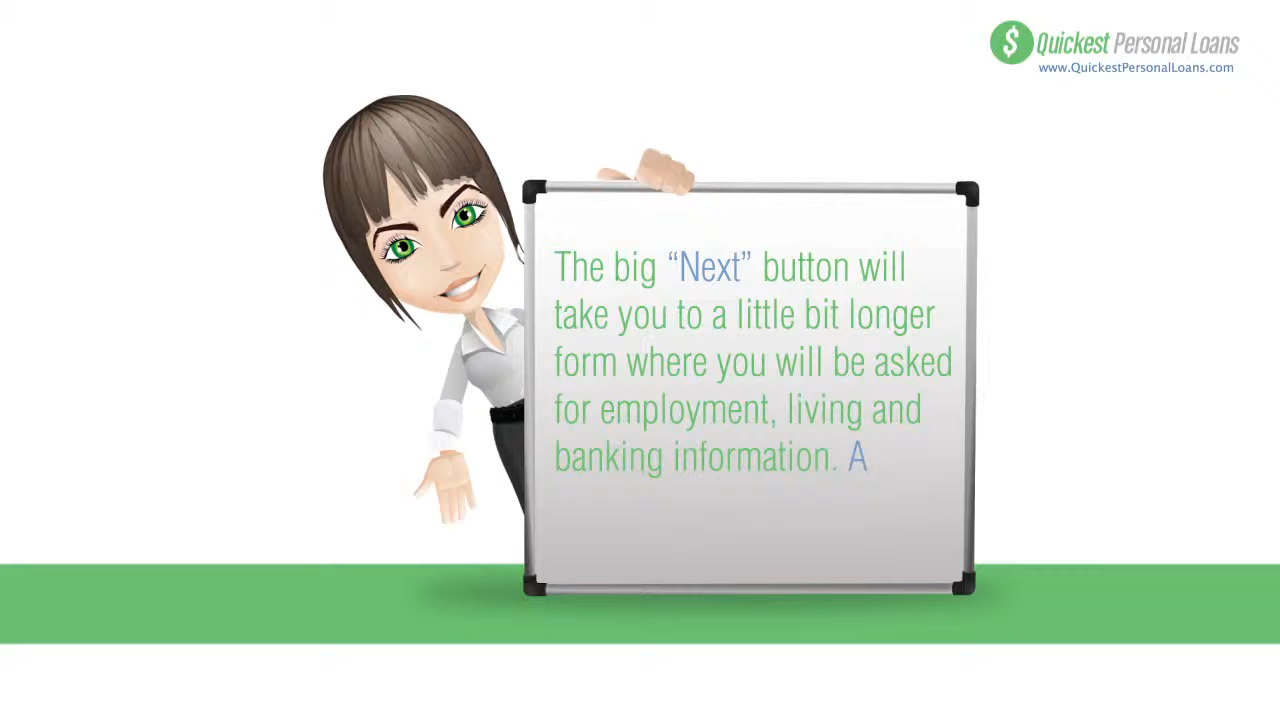 $ Quickest Personal Loans
www.QuickestPersonalLoans.com
The big “Next” button will
take you to a little bit longer
form where you will be asked
for employment, living and
banking information. A